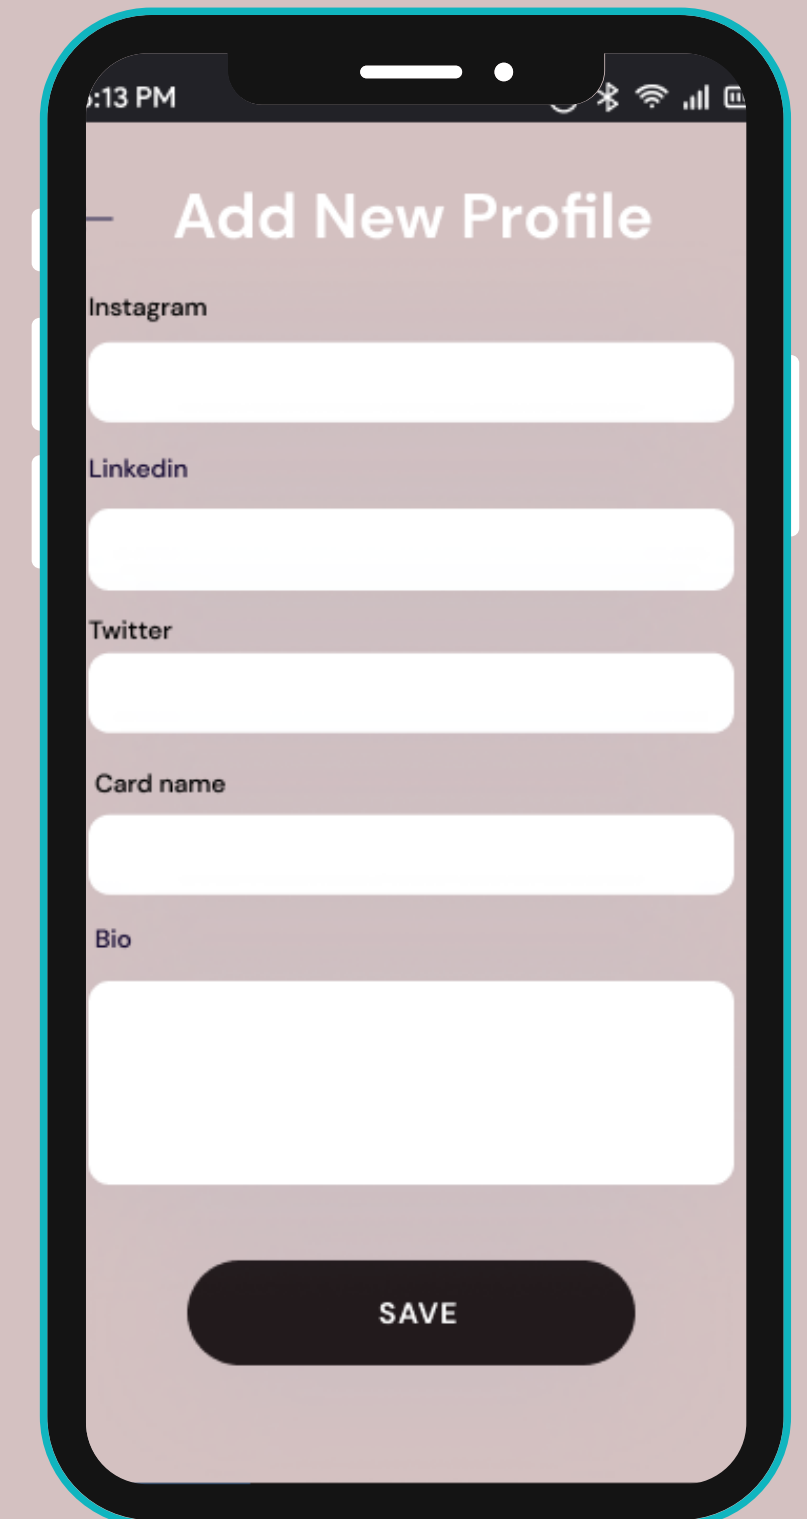 :13 PM
Add New Profile
Instagram
Linkedin
Twitter
Card name
Bio
SAVE